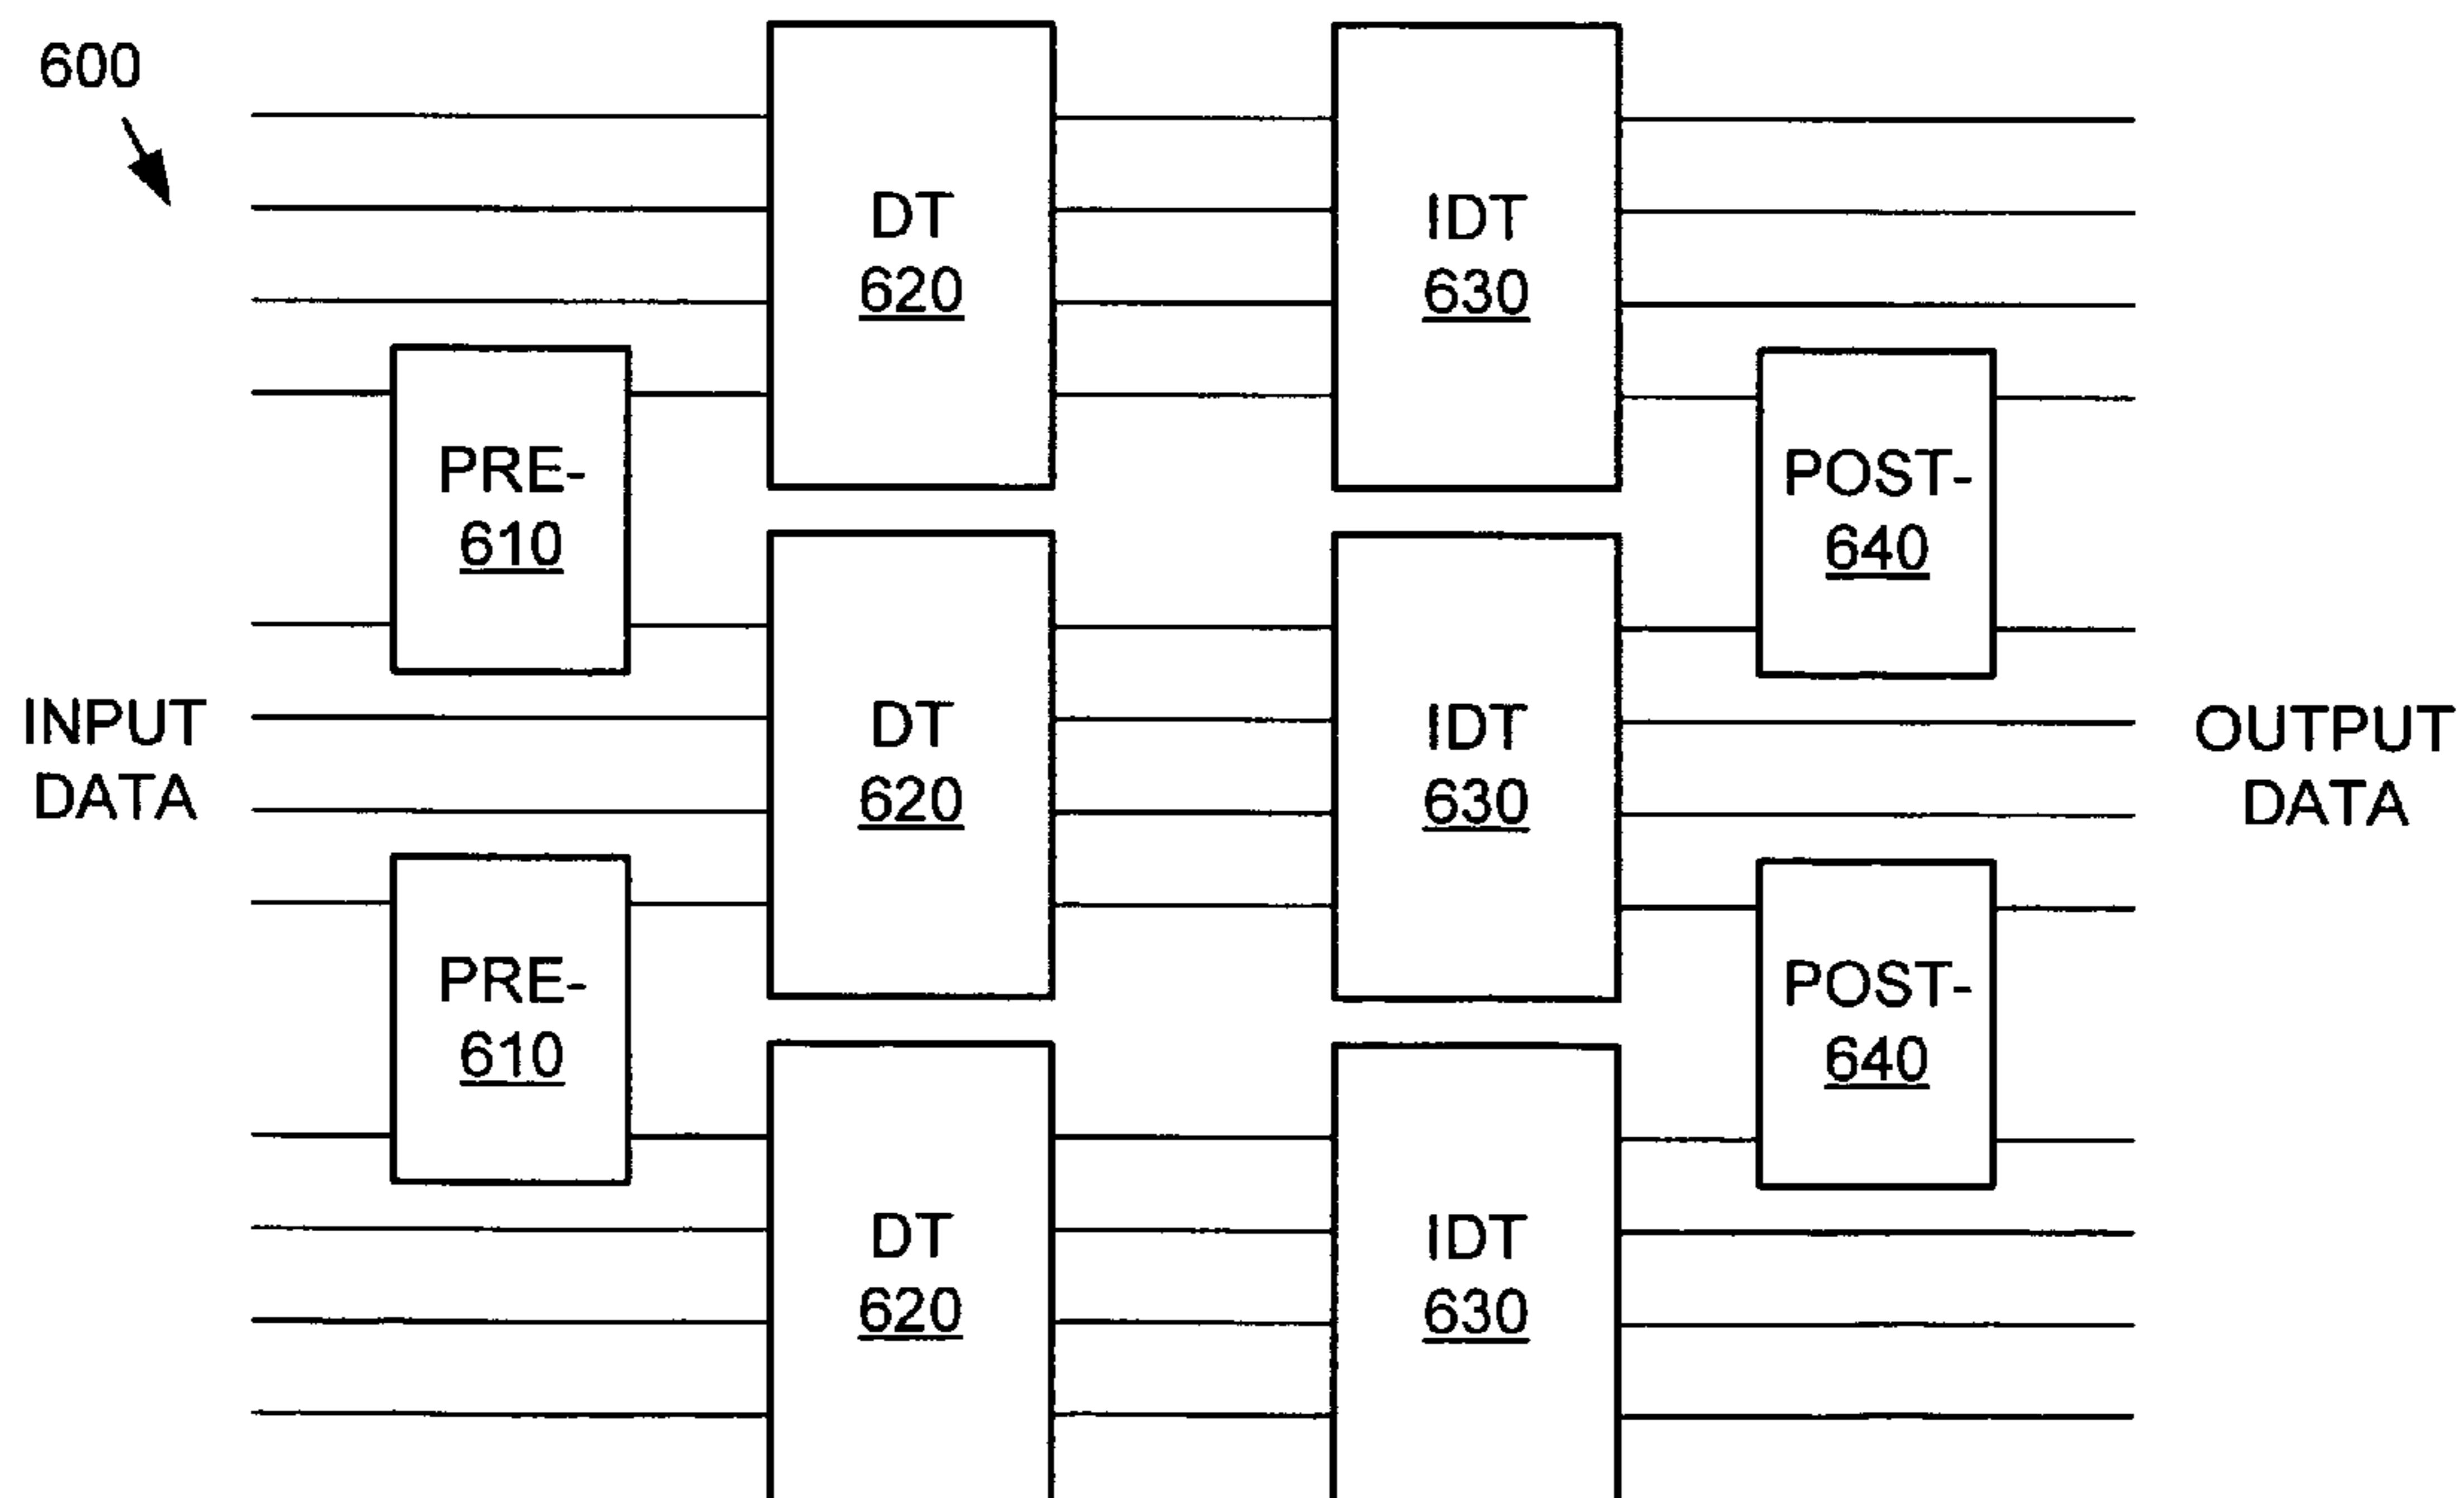 600
DT
620
IDT
630
PRE-
610
POST-
640
INPUT
DATA
DT
620
IDT
630
OUTPUT
DATA
PRE-
610
POST-
640
DT
620
IDT
630